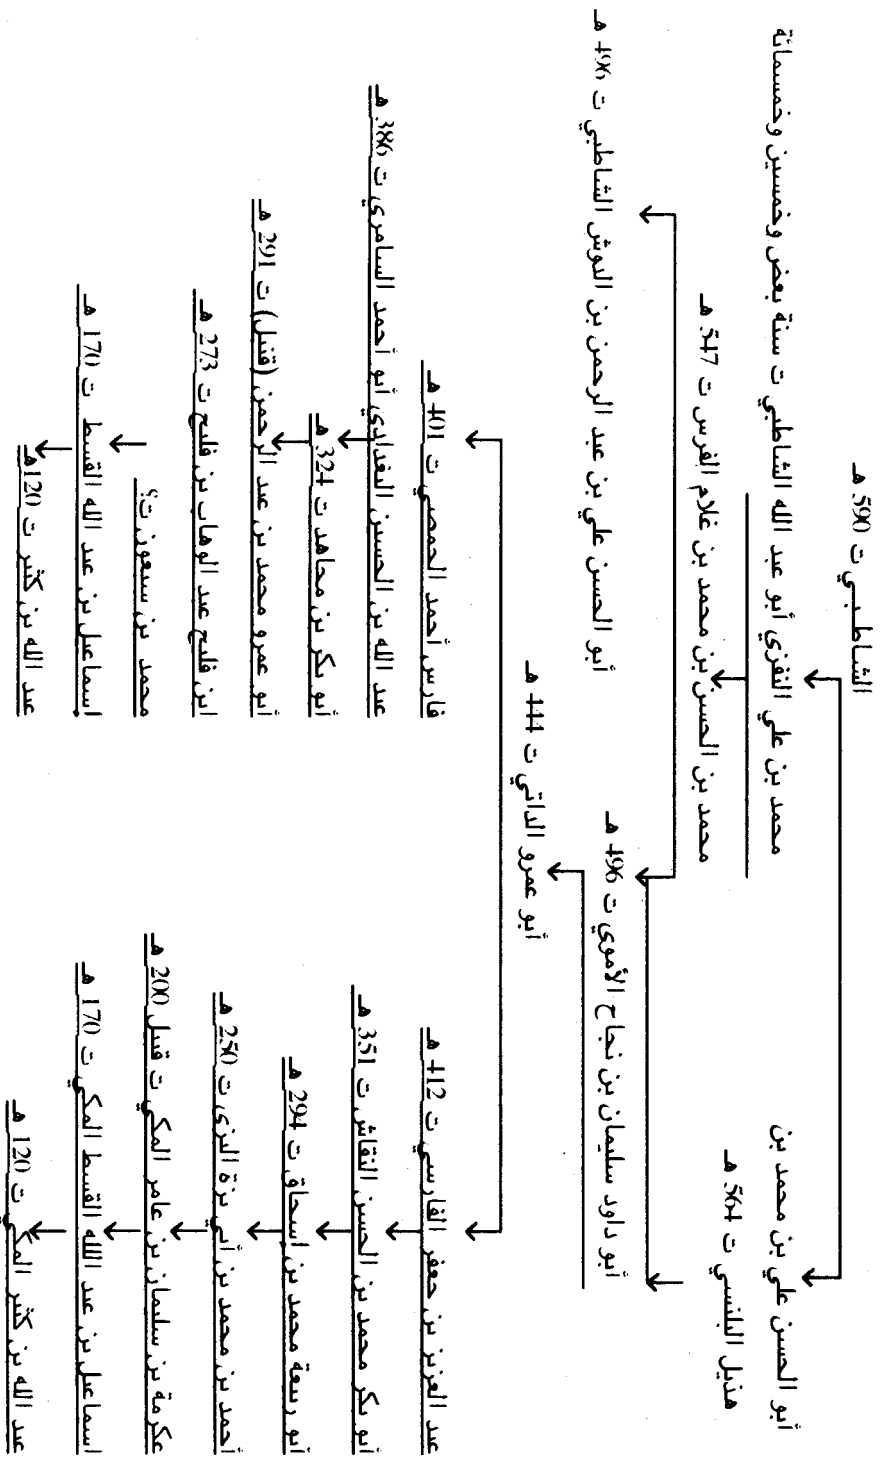 الشاطبي ت 590 هـ
محمد بن علي النفزي أبو عبد الله الشاطبي ت سنة بعض وخمسين وخمسمائة
أبو الحسن علي بن محمد بن
هذيل البلنسي ت 564 هـ
محمد بن الحسن بن محمد بن غلام الفرس ت 547 هـ
أبو الحسن علي بن عبد الرحمن بن الدوش الشاطبي ت 496 هـ
أبو داود سليمان بن نجاح الأموي ت 496 هـ
أبو عمرو الداني ت 444 هـ
فارس أحمد الحمصي ت 401 هـ
عبد الله بن الحسين البغدادي أبو أحمد السامري ت 386 هـ
أبو بكر بن مجاهد ت 324 هـ
أبو عمرو محمد بن عبد الرحمن (قنبل) ت 291 هـ
ابن فليح عبد الوهاب بن فليح ت 273 هـ
محمد بن سبعون ت؟
اسماعيل بن عبد الله القسط ت 170 هـ
عبد الله بن كثير ت 120 هـ
عبد العزيز بن جعفر الفارسي ت 412 هـ
أبو بكر محمد بن الحسن النقاش ت 351 هـ
أبو ربيعة محمد بن اسحاق ت 294 هـ
أحمد بن محمد بن أبي بزة البزي ت 250 هـ
عكرمة بن سليمان بن عامر المكي ت قبيل 200 هـ
اسماعيل بن عبد الله القسط المكي ت 170 هـ
عبد الله بن كثير المكي ت 120 هـ